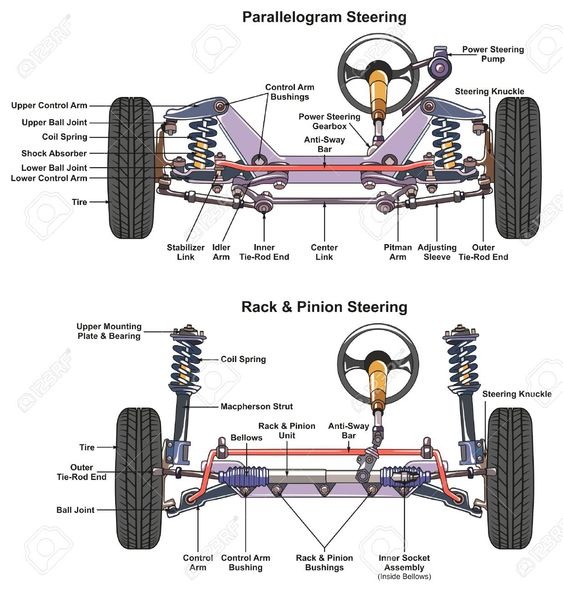 Parallelogram Steering
Power Steering
Pump
Control Arm
Bushings
Steering Knuckle
Upper Control Arm
Upper Ball Joint
Coil Spring
Shock Absorber
Lower Ball Joint
Lower Control Arm
Tire
Power Steering
Gearbox
Anti-Sway
Bar
Stabilizer
Link
Idler
Arm
Inner
Tie-Rod End
Center
Link
Pitman
Arm
Adjusting
Sleeve
Outer
Tie-Rod End
Rack & Pinion Steering
Upper Mounting
Plate & Bearing
Coil Spring
Macpherson Strut
Steering Knuckle
Tire
Bellows
Rack & Pinion
Unit
Anti-Sway
Bar
Outer
Tie-Rod End
Ball Joint
Control
Arm
Control Arm
Bushing
Rack & Pinion
Bushings
Inner Socket
Assembly
(Inside Bellows)
123RF